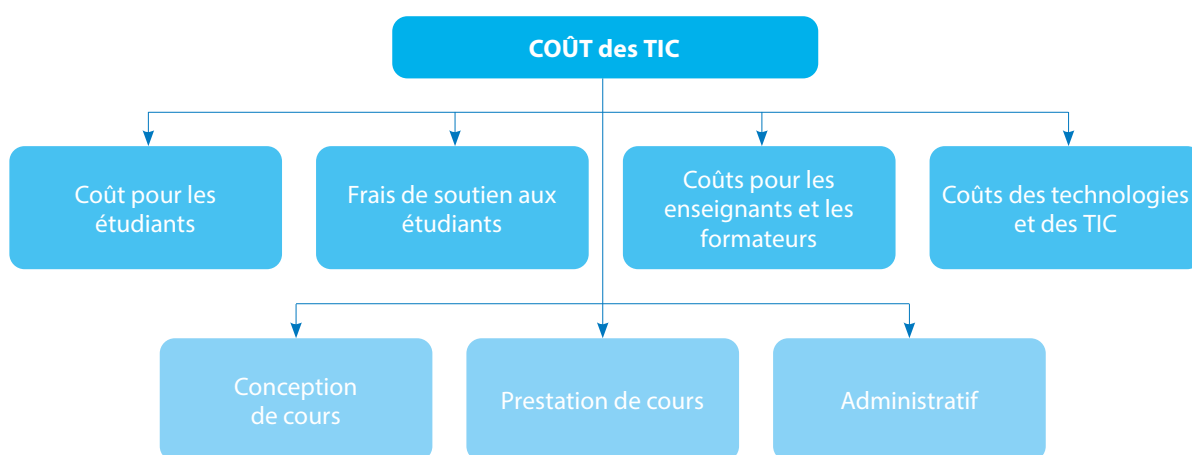 COÛT des TIC
Coût pour les
étudiants
Frais de soutien aux
étudiants
Coûts pour les
enseignants et les
formateurs
Coûts des technologies
et des TIC
Conception
de cours
Prestation de cours
Administratif